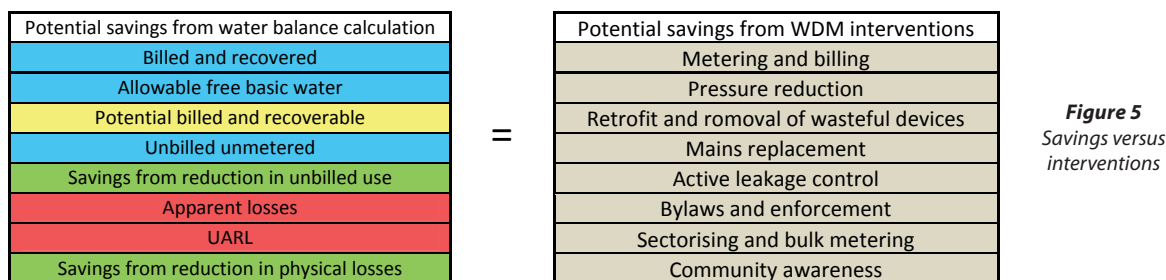 Potential savings from water balance calculation
Billed and recovered
Allowable free basic water
Potential billed and recoverable
Unbilled unmetered
Savings from reduction in unbilled use
Apparent losses
UARL
Savings from reduction in physical losses
=
Potential savings from WDM interventions
Metering and billing
Pressure reduction
Retrofit and romoval of wasteful devices
Mains replacement
Active leakage control
Bylaws and enforcement
Sectorising and bulk metering
Community awareness
Figure 5
Savings versus
interventions